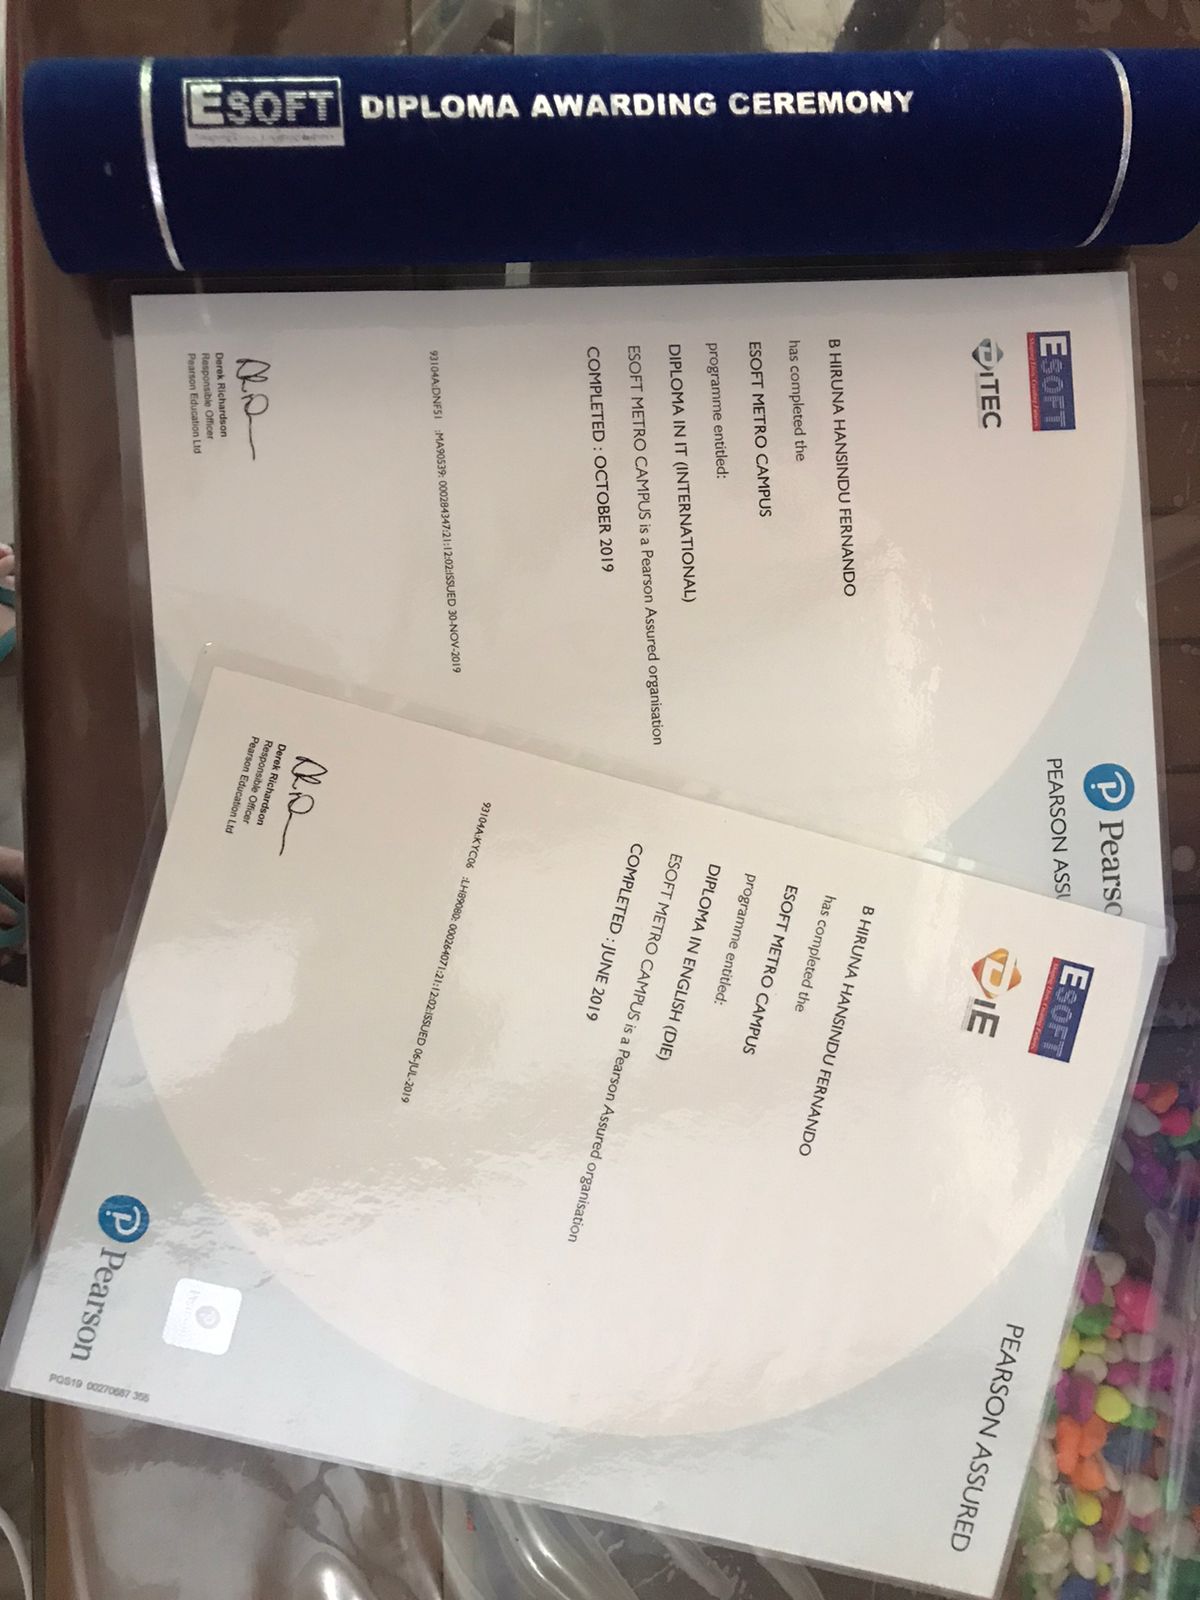 DIPLOMA AWARDING CEREMONY
ESOFT
ESOFT
Shaping Lives, Creating Futures.
DiTEC
PEARSON
B HIRUNA HANSINDU FERNANDO
has completed the
ESOFT METRO CAMPUS
programme entitled:
DIPLOMA IN IT (INTERNATIONAL)
ESOFT METRO CAMPUS is a Pearson Assured organisation
COMPLETED : OCTOBER 2019
93104A:DNF51 :MA90539: 000284347:21:12:02:ISSUED 30-NOV-2019
Derek Richardson
Responsible Officer
Pearson Education Ltd
ESOFT
Shaping Lives, Creating Futures.
DiE
PEARSON ASSURED
B HIRUNA HANSINDU FERNANDO
has completed the
ESOFT METRO CAMPUS
programme entitled:
DIPLOMA IN ENGLISH (DIE)
ESOFT METRO CAMPUS is a Pearson Assured organisation
COMPLETED : JUNE 2019
93104A:KYC06 :LH89080: 000264071:21:12:02:ISSUED 06-JUL-2019
Derek Richardson
Responsible Officer
Pearson Education Ltd
Pearson
Pearson